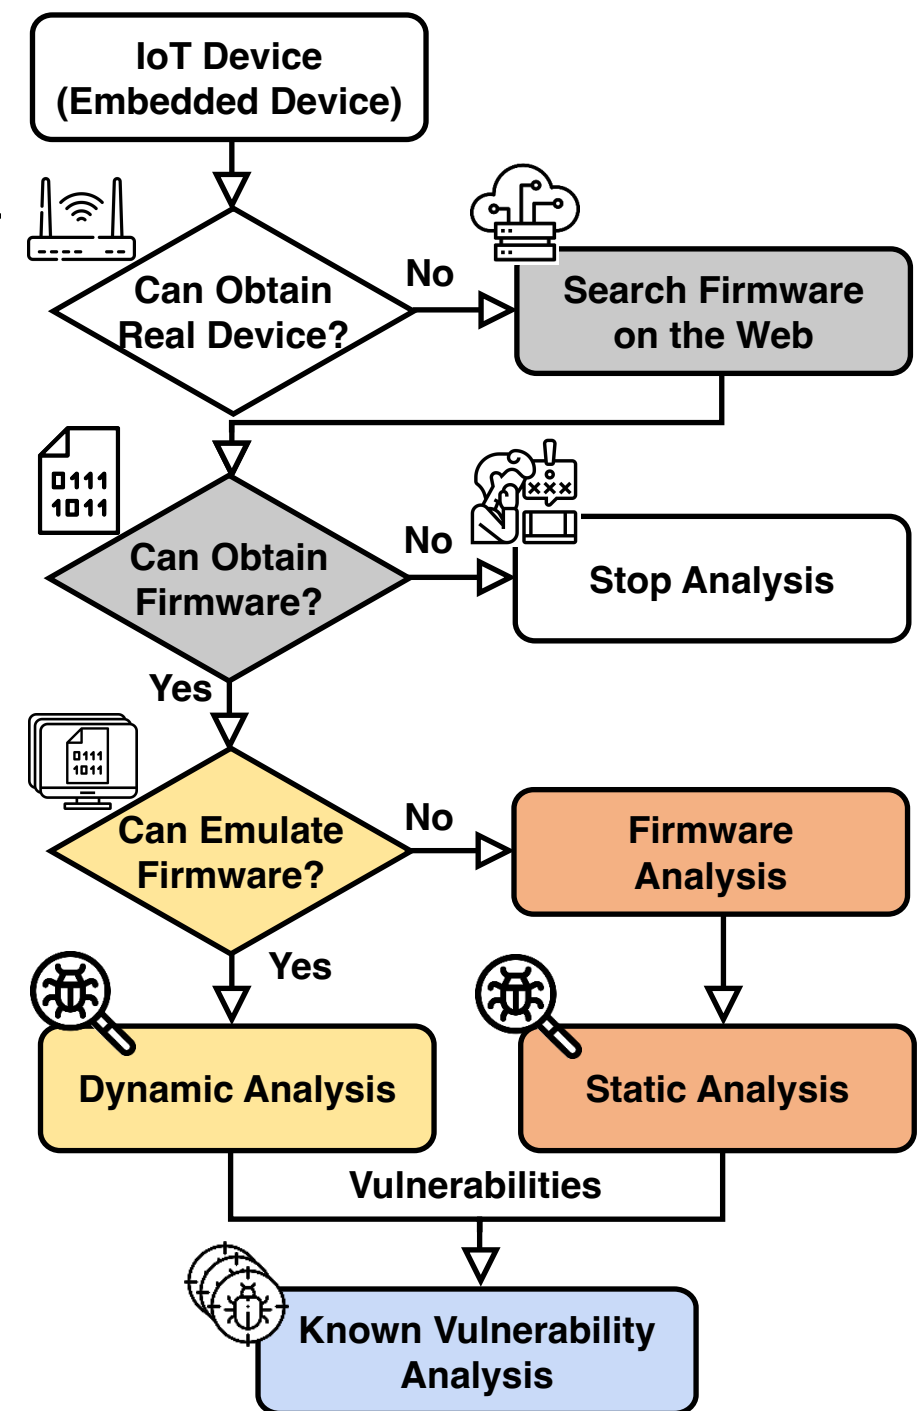 IoT Device
(Embedded Device)
Can Obtain
Real Device?
No
Search Firmware
on the Web
0111
1011
Can Obtain
Firmware?
No
xxx
Stop Analysis
Yes
0111
1011
Can Emulate
Firmware?
No
Firmware
Analysis
Yes
Dynamic Analysis
Static Analysis
Vulnerabilities
Known Vulnerability
Analysis